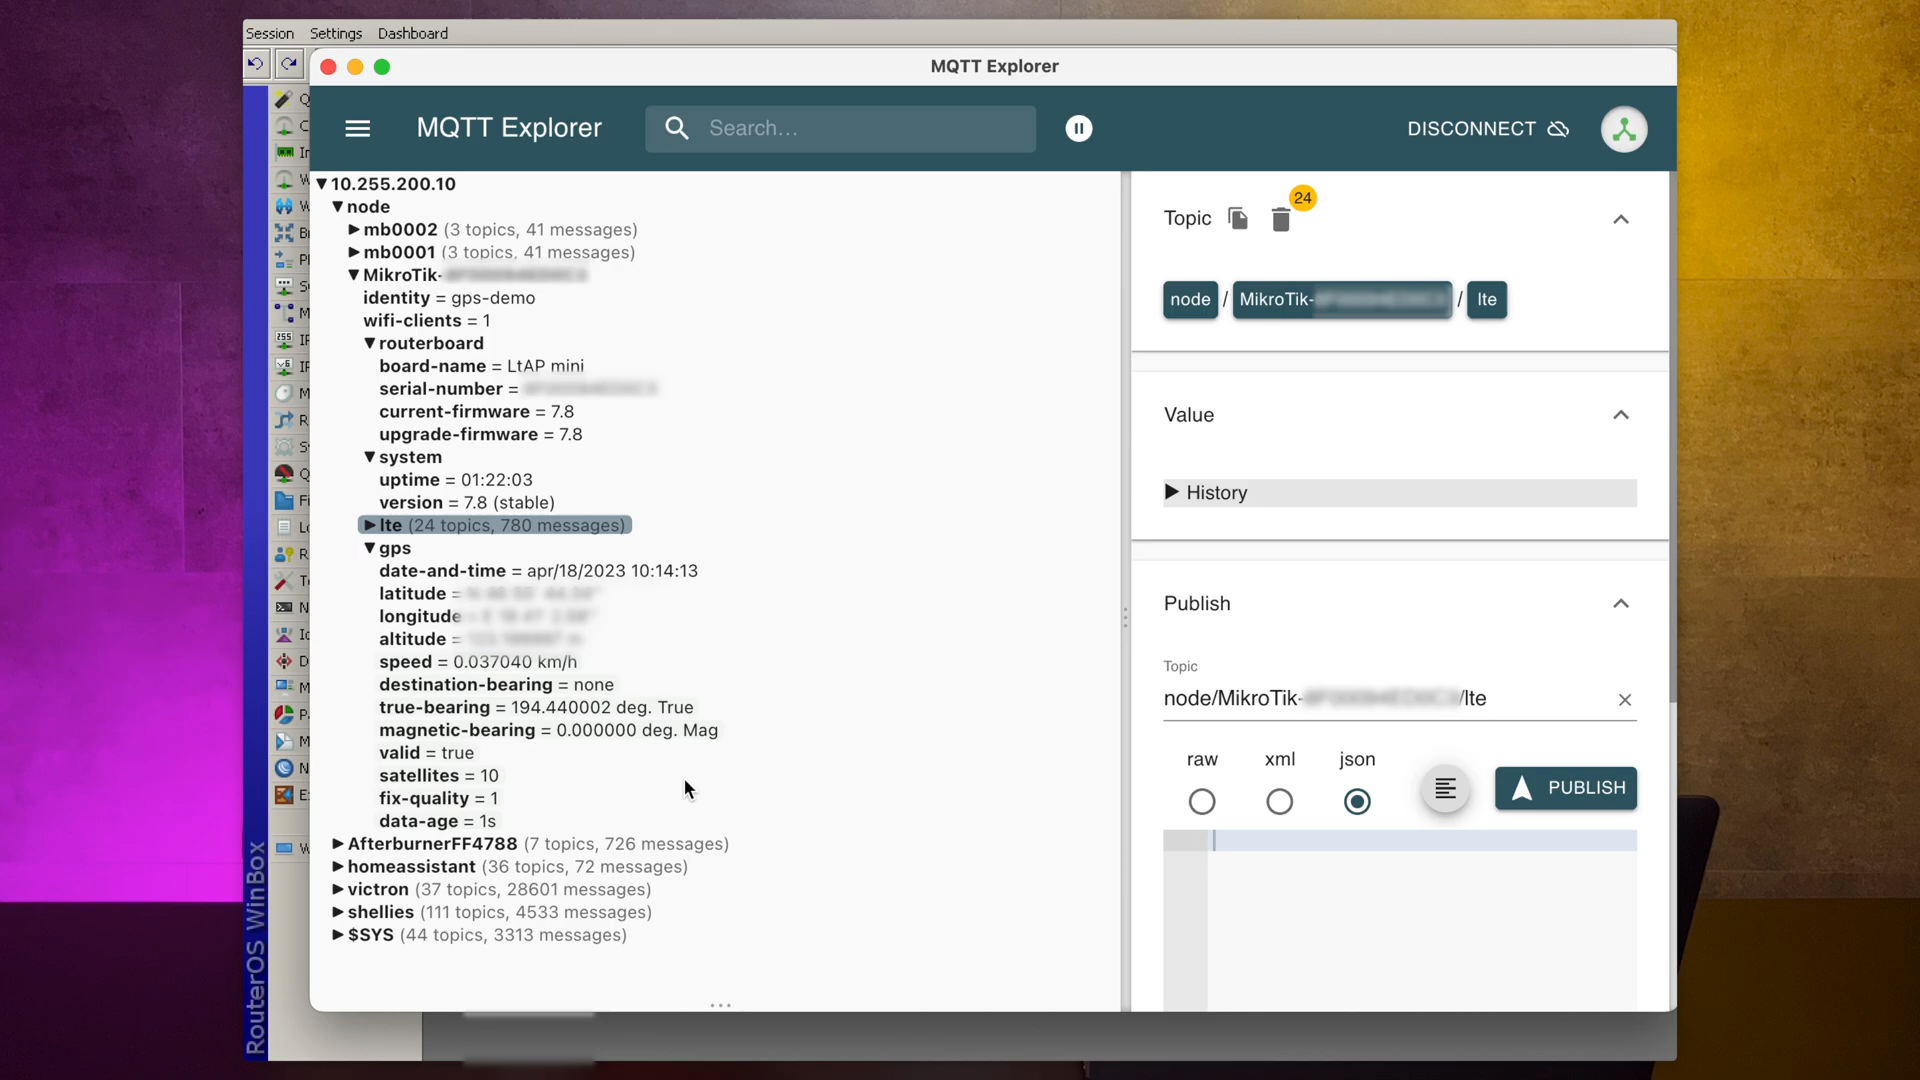 Session Settings Dashboard
MQTT Explorer
MQTT Explorer
Search...
DISCONNECT
RouterOS WinBox
▼ 10.255.200.10
▼ node
▶ mb0002 (3 topics, 41 messages)
▶ mb0001 (3 topics, 41 messages)
▼ MikroTik-
identity = gps-demo
wifi-clients = 1
▼ routerboard
board-name = LtAP mini
serial-number =
current-firmware = 7.8
upgrade-firmware = 7.8
▼ system
uptime = 01:22:03
version = 7.8 (stable)
▶ lte (24 topics, 780 messages)
▼ gps
date-and-time = apr/18/2023 10:14:13
latitude =
longitude
altitude =
speed = 0.037040 km/h
destination-bearing = none
true-bearing = 194.440002 deg. True
magnetic-bearing = 0.000000 deg. Mag
valid = true
satellites = 10
fix-quality = 1
data-age = 1s
▶ AfterburnerFF4788 (7 topics, 726 messages)
▶ homeassistant (36 topics, 72 messages)
▶ victron (37 topics, 28601 messages)
▶ shellies (111 topics, 4533 messages)
▶ $SYS (44 topics, 3313 messages)
Topic 24
node / MikroTik- / lte
Value
▶ History
Publish
Topic
node/MikroTik- /lte
raw xml json
PUBLISH